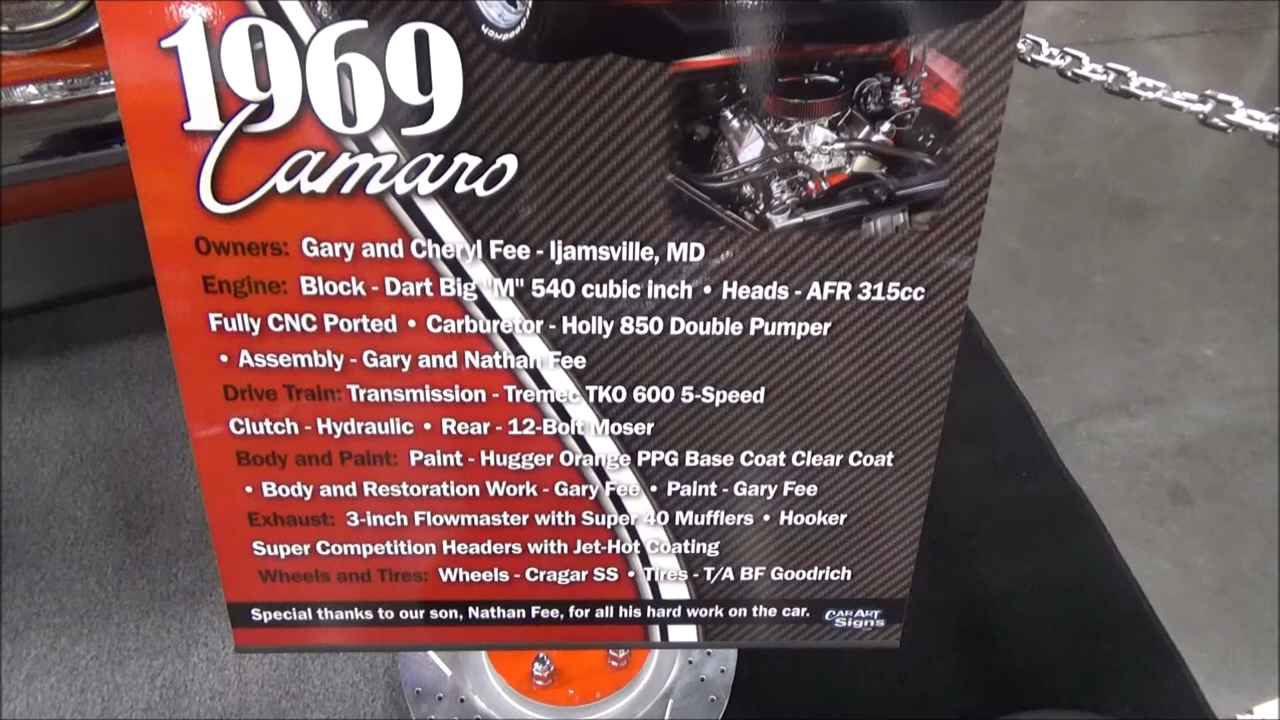 1969
Camaro
Owners: Gary and Cheryl Fee - Ijamsville, MD
Engine: Block - Dart Big "M" 540 cubic inch • Heads - AFR 315cc
Fully CNC Ported • Carburetor - Holly 850 Double Pumper
• Assembly - Gary and Nathan Fee
Drive Train: Transmission - Tremec TKO 600 5-Speed
Clutch - Hydraulic • Rear - 12-Bolt Moser
Body and Paint: Paint - Hugger Orange PPG Base Coat Clear Coat
• Body and Restoration Work - Gary Fee • Paint - Gary Fee
Exhaust: 3-inch Flowmaster with Super 40 Mufflers • Hooker
Super Competition Headers with Jet-Hot Coating
Wheels and Tires: Wheels - Cragar SS • Tires - T/A BF Goodrich
Special thanks to our son, Nathan Fee, for all his hard work on the car.
CAR ART
Signs